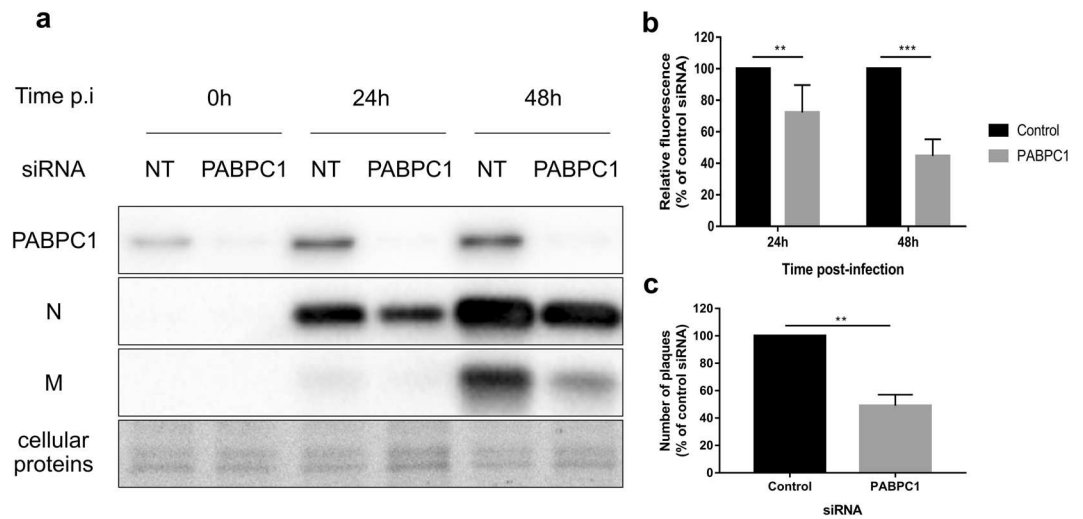 a
Time p.i 0h 24h 48h
siRNA NT PABPC1 NT PABPC1 NT PABPC1
PABPC1
N
M
cellular
proteins
b
Relative fluorescence
(% of control siRNA)
120
100
80
60
40
20
0
** ***
24h 48h
Time post-infection
Control
PABPC1
c
Number of plaques
(% of control siRNA)
120
100
80
60
40
20
0
**
Control PABPC1
siRNA